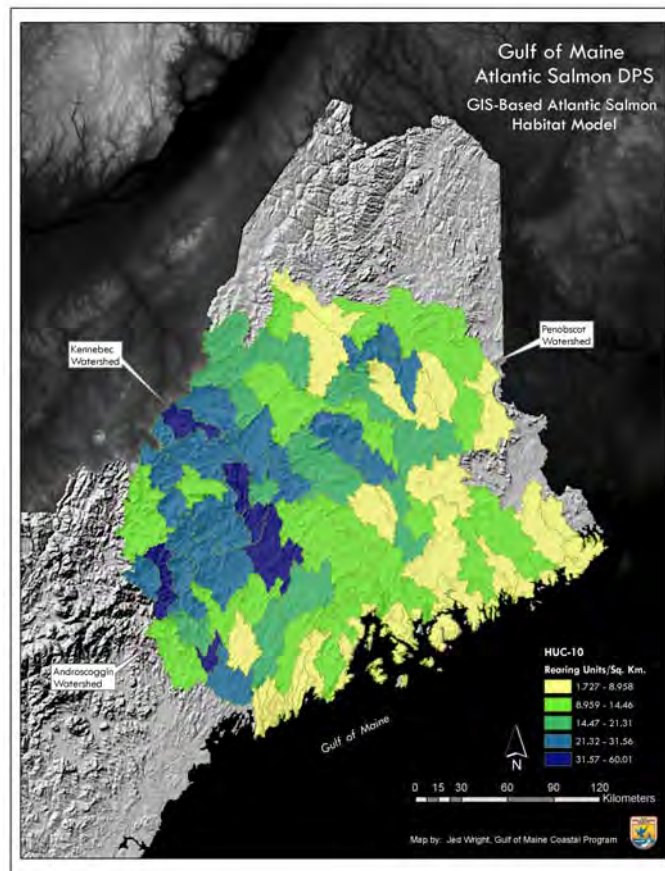 Gulf of Maine
Atlantic Salmon DPS
GIS-Based Atlantic Salmon
Habitat Model
Kennebec
Watershed
Penobscot
Watershed
Androscoggin
Watershed
Gulf of Maine
HUC-10
Rearing Units/Sq. Km.
1.727 - 8.958
8.959 - 14.46
14.47 - 21.31
21.32 - 31.56
31.57 - 60.01
N
0 15 30 60 90 120
Kilometers
Map by: Jed Wright, Gulf of Maine Coastal Program